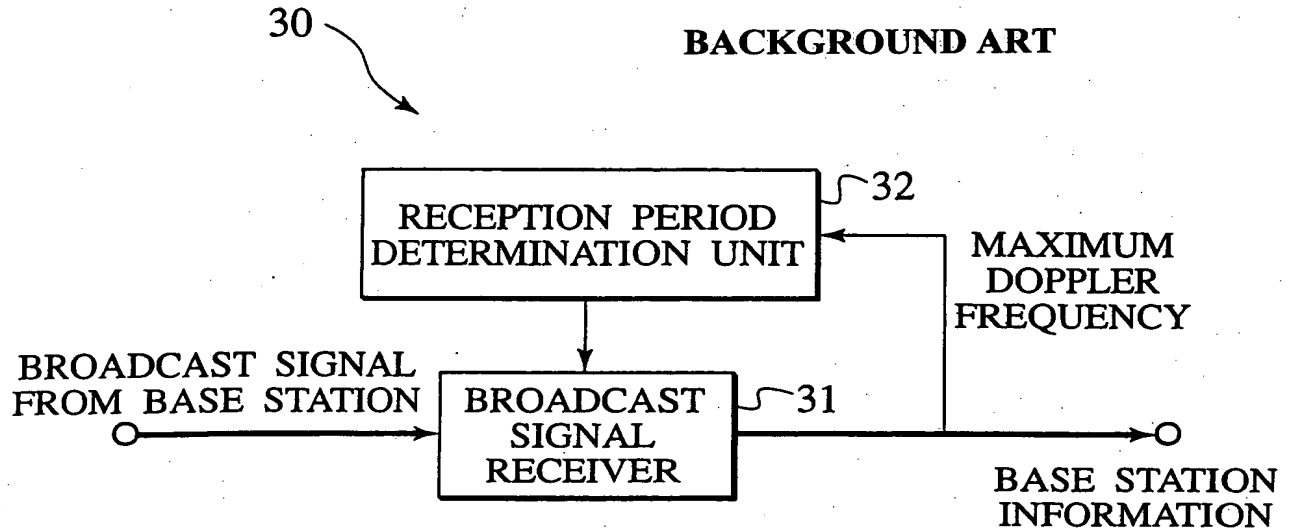 30
BACKGROUND ART
32
RECEPTION PERIOD
DETERMINATION UNIT
MAXIMUM
DOPPLER
FREQUENCY
BROADCAST SIGNAL
FROM BASE STATION
BROADCAST
SIGNAL
RECEIVER
31
BASE STATION
INFORMATION